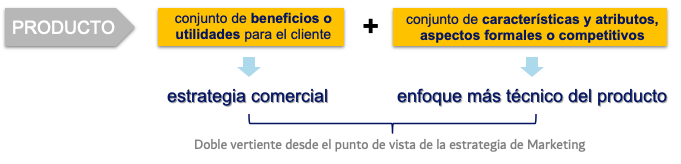 PRODUCTO
conjunto de beneficios o
utilidades para el cliente
+
conjunto de características y atributos,
aspectos formales o competitivos
estrategia comercial
enfoque más técnico del producto
Doble vertiente desde el punto de vista de la estrategia de Marketing